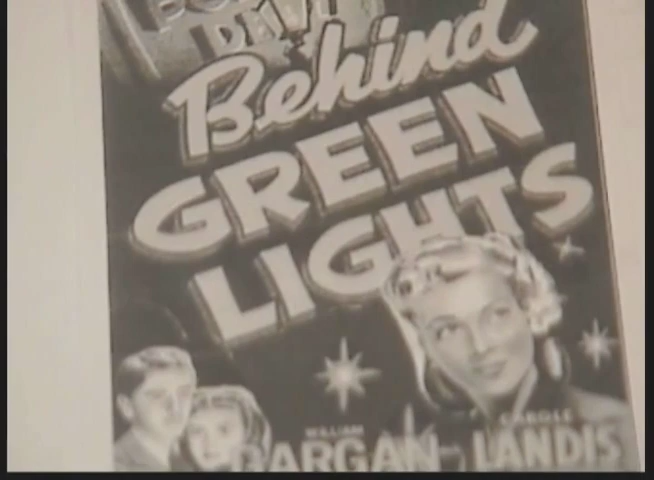 Behind
GREEN
LIGHTS
WILLIAM
GARGAN
CAROLE
LANDIS